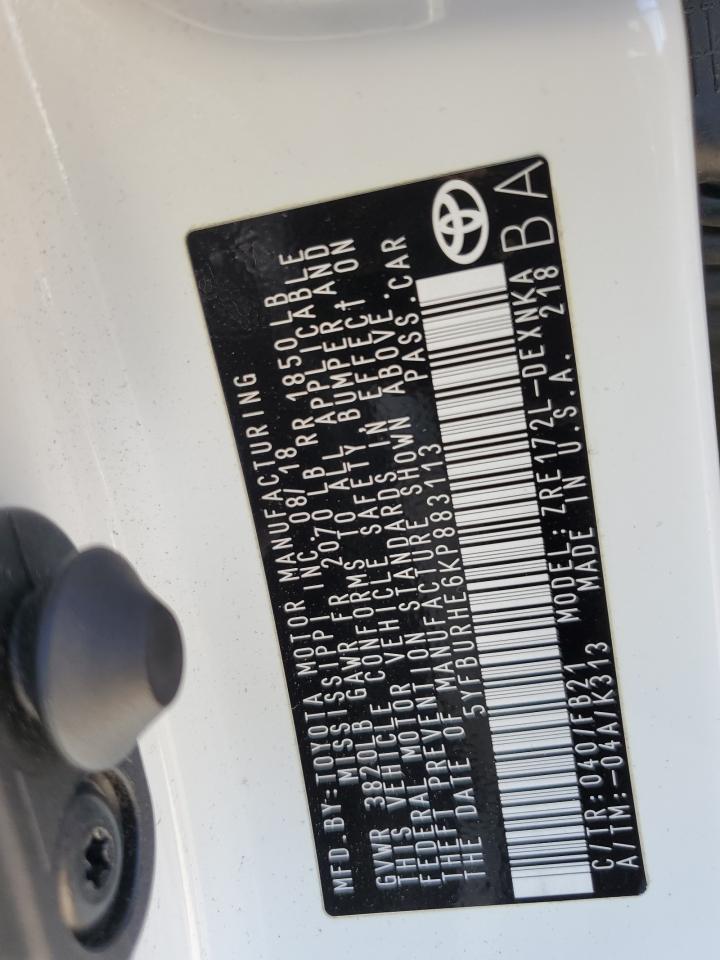 MFD. BY: TOYOTA MOTOR MANUFACTURING
MISSISSIPPI, INC. 08/18
GVWR 3820LB GAWR FR 2070 LB RR 1850LB
THIS VEHICLE CONFORMS TO ALL APPLICABLE
FEDERAL MOTOR VEHICLE SAFETY, BUMPER, AND
THEFT PREVENTION STANDARDS IN EFFECT ON
THE DATE OF MANUFACTURE SHOWN ABOVE.
5YFBURHE6KP883113 PASS.CAR
C/TR:040/FB21 MODEL:ZRE172L-DEXNKA
A/TM:-04A/K313 MADE IN U.S.A. 218
BA